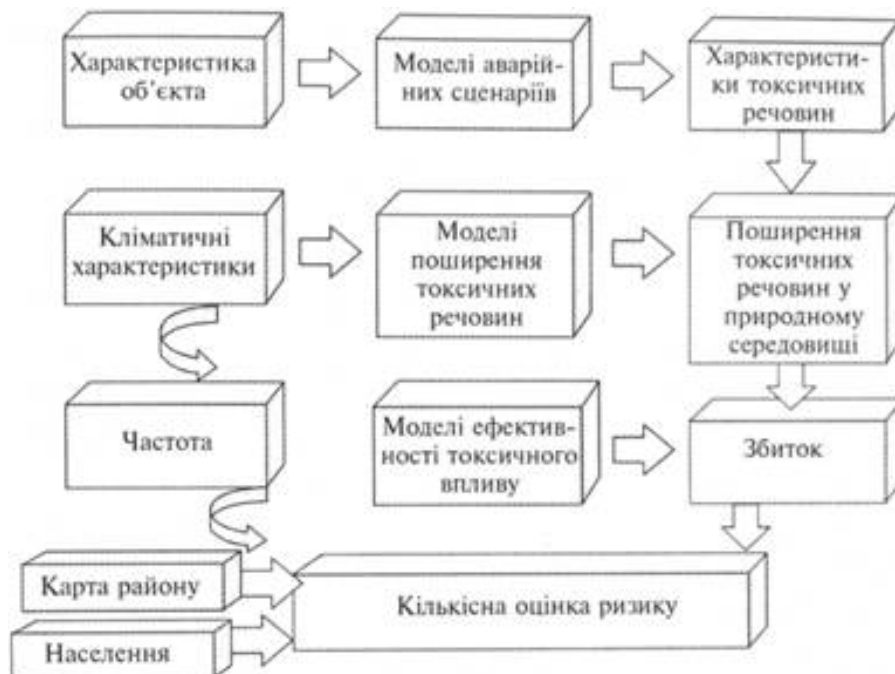 Характеристика
об’єкта
Моделі аварій-
них сценаріїв
Характеристи-
ки токсичних
речовин
Кліматичні
характеристики
Моделі
поширення
токсичних
речовин
Поширення
токсичних
речовин у
природному
середовищі
Частота
Моделі ефектив-
ності токсичного
впливу
Збиток
Карта району
Кількісна оцінка ризику
Населення